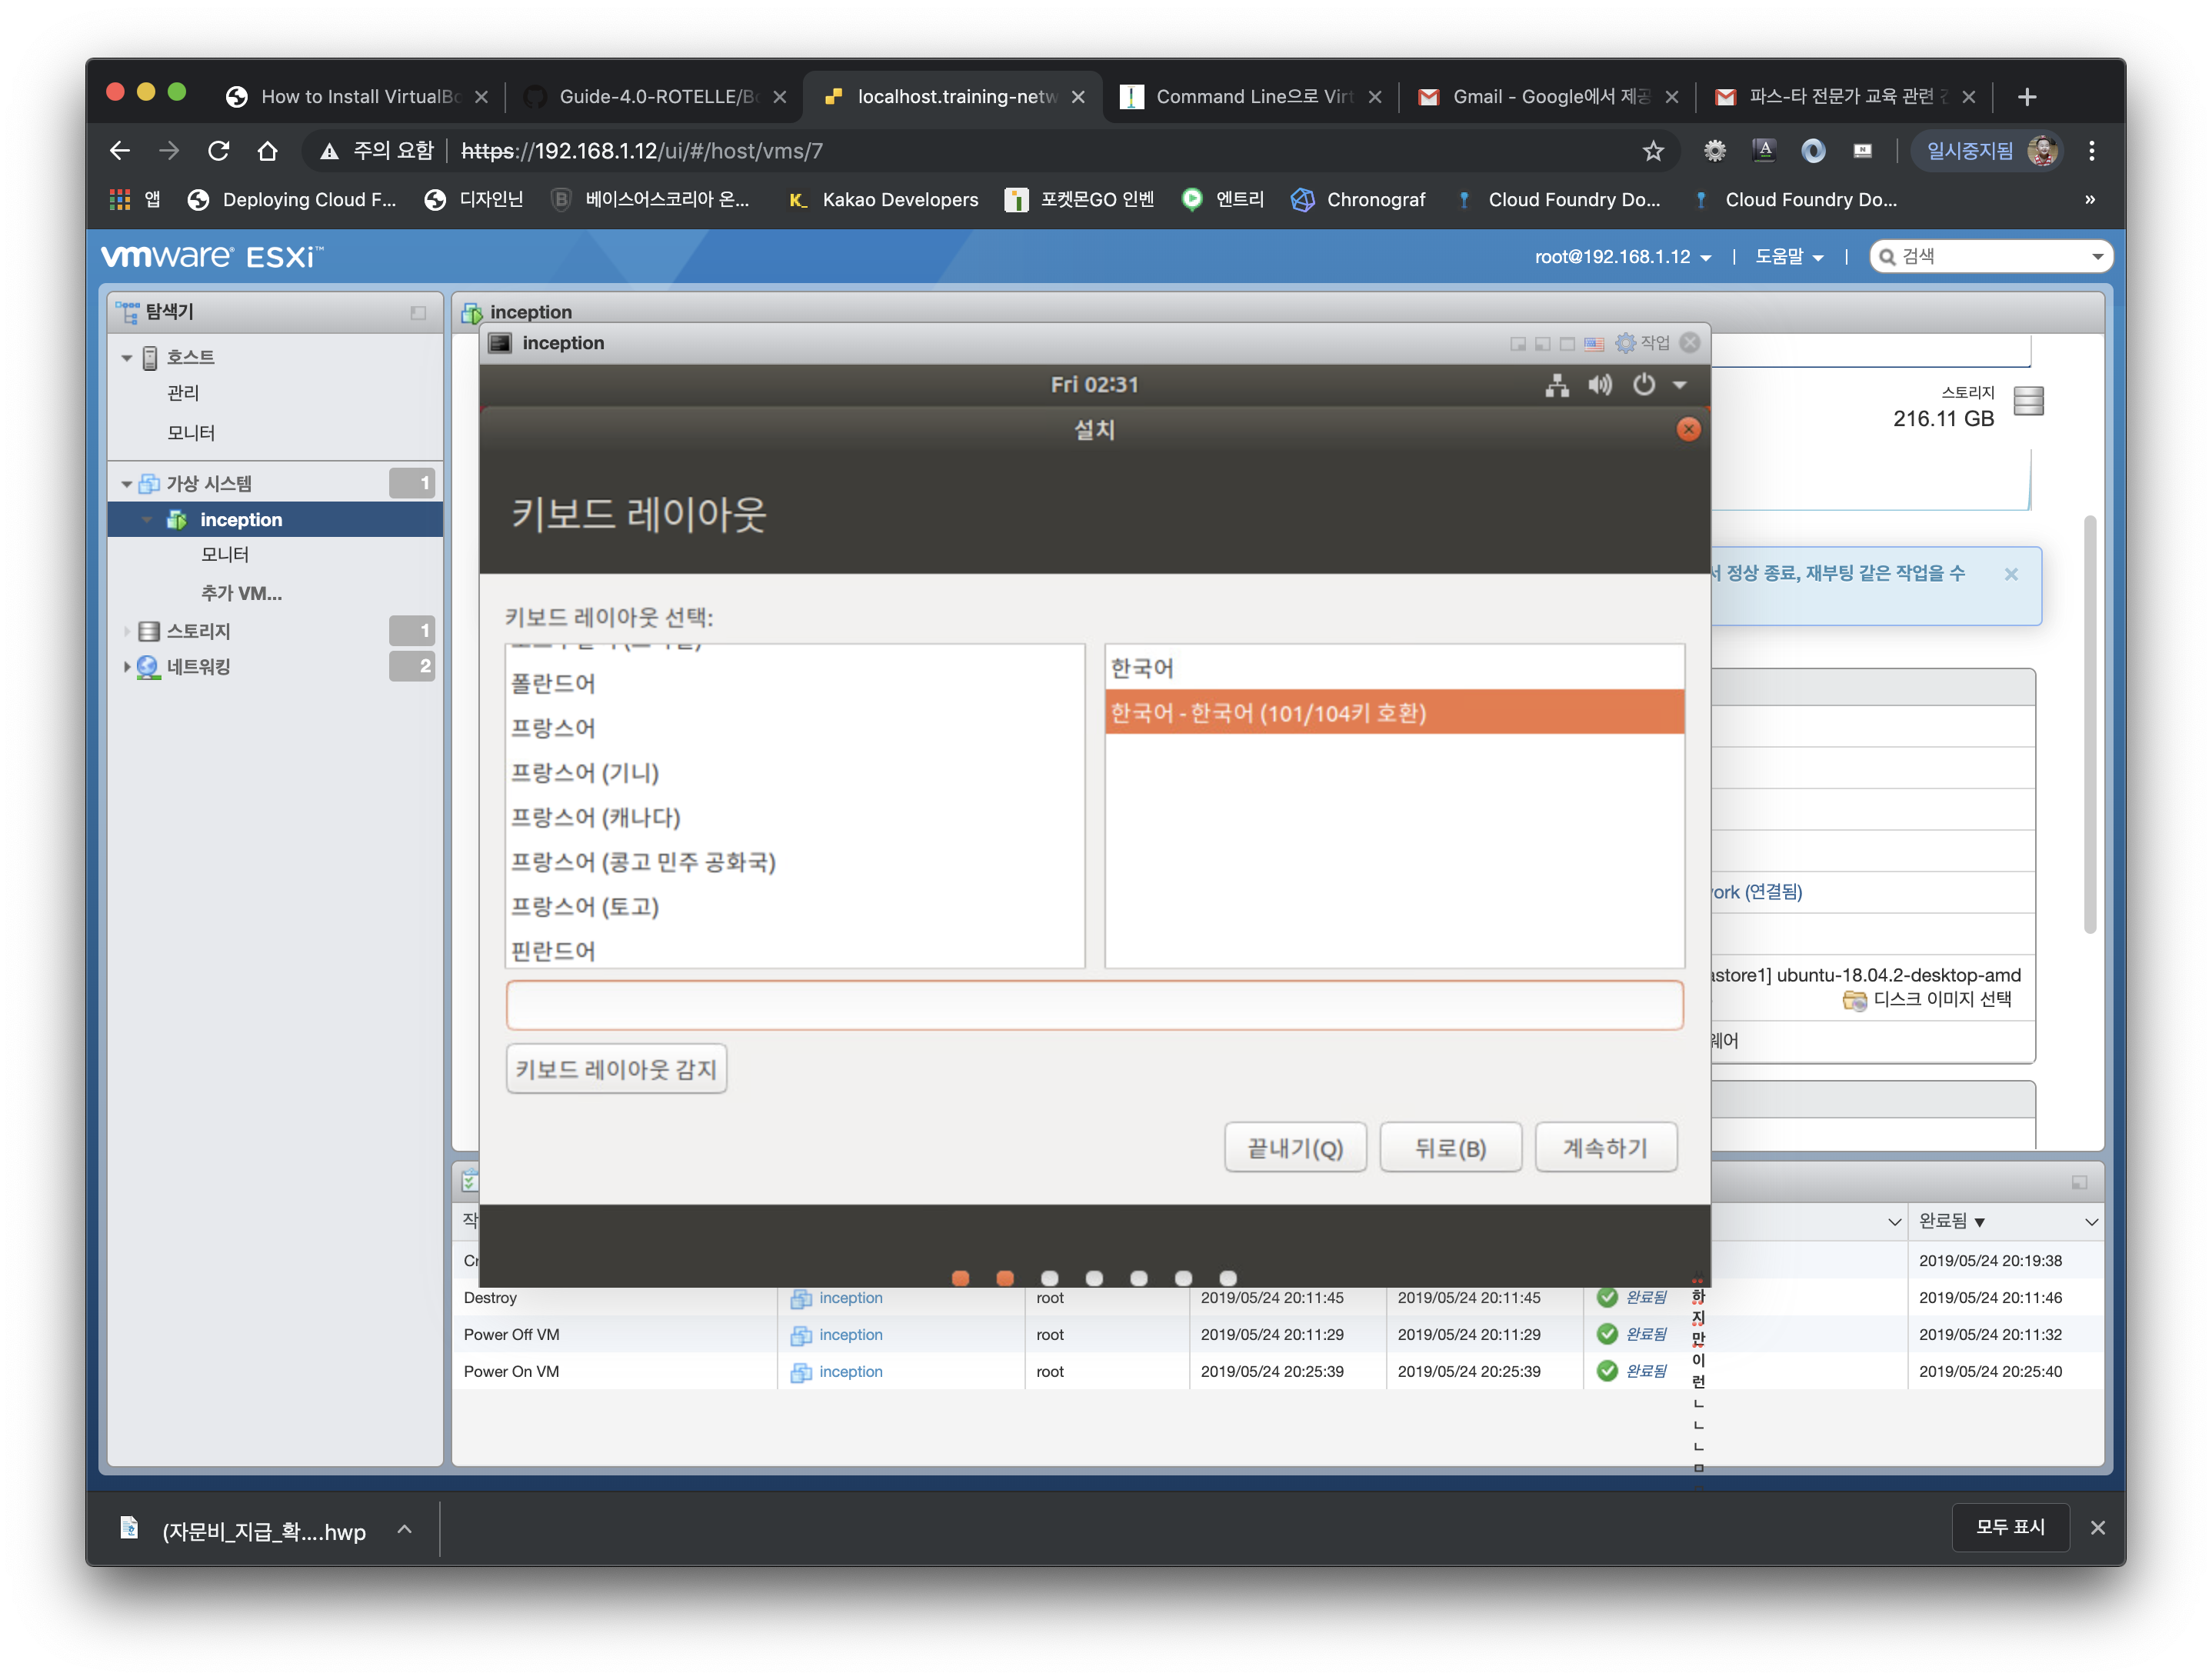 How to Install VirtualBo
Guide-4.0-ROTELLE/Bo
localhost.training-netw
Command Line으로 Virt
Gmail - Google에서 제공
파스-타 전문가 교육 관련
주의 요함
https://192.168.1.12/ui/#/host/vms/7
일시중지됨
앱
Deploying Cloud F...
디자인닌
베이스어스코리아 온...
K_ Kakao Developers
포켓몬GO 인벤
엔트리
Chronograf
Cloud Foundry Do...
Cloud Foundry Do...
»
vmware® ESXi™
root@192.168.1.12
도움말
검색
탐색기
호스트
관리
모니터
가상 시스템 1
inception
모니터
추가 VM...
스토리지 1
네트워킹 2
inception
inception
작업
Fri 02:31
설치
키보드 레이아웃
키보드 레이아웃 선택:
폴란드어
프랑스어
프랑스어 (기니)
프랑스어 (캐나다)
프랑스어 (콩고 민주 공화국)
프랑스어 (토고)
핀란드어
한국어
한국어 - 한국어 (101/104키 호환)
키보드 레이아웃 감지
끝내기(Q)
뒤로(B)
계속하기
스토리지
216.11 GB
서 정상 종료, 재부팅 같은 작업을 수
work (연결됨)
astore1] ubuntu-18.04.2-desktop-amd
디스크 이미지 선택
웨어
작
완료됨 ▼
Cr
2019/05/24 20:19:38
Destroy inception root 2019/05/24 20:11:45 2019/05/24 20:11:45 완료됨 2019/05/24 20:11:46
Power Off VM inception root 2019/05/24 20:11:29 2019/05/24 20:11:29 완료됨 2019/05/24 20:11:32
Power On VM inception root 2019/05/24 20:25:39 2019/05/24 20:25:39 완료됨 2019/05/24 20:25:40
하
지
만
이
런
ㄴ
ㄴ
ㄴ
ㅁ
(자문비_지급_확....hwp
모두 표시